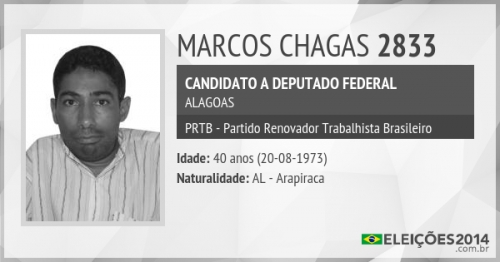 MARCOS CHAGAS 2833
CANDIDATO A DEPUTADO FEDERAL
ALAGOAS
PRTB - Partido Renovador Trabalhista Brasileiro
Idade: 40 anos (20-08-1973)
Naturalidade: AL - Arapiraca
ELEIÇÕES2014
.com.br